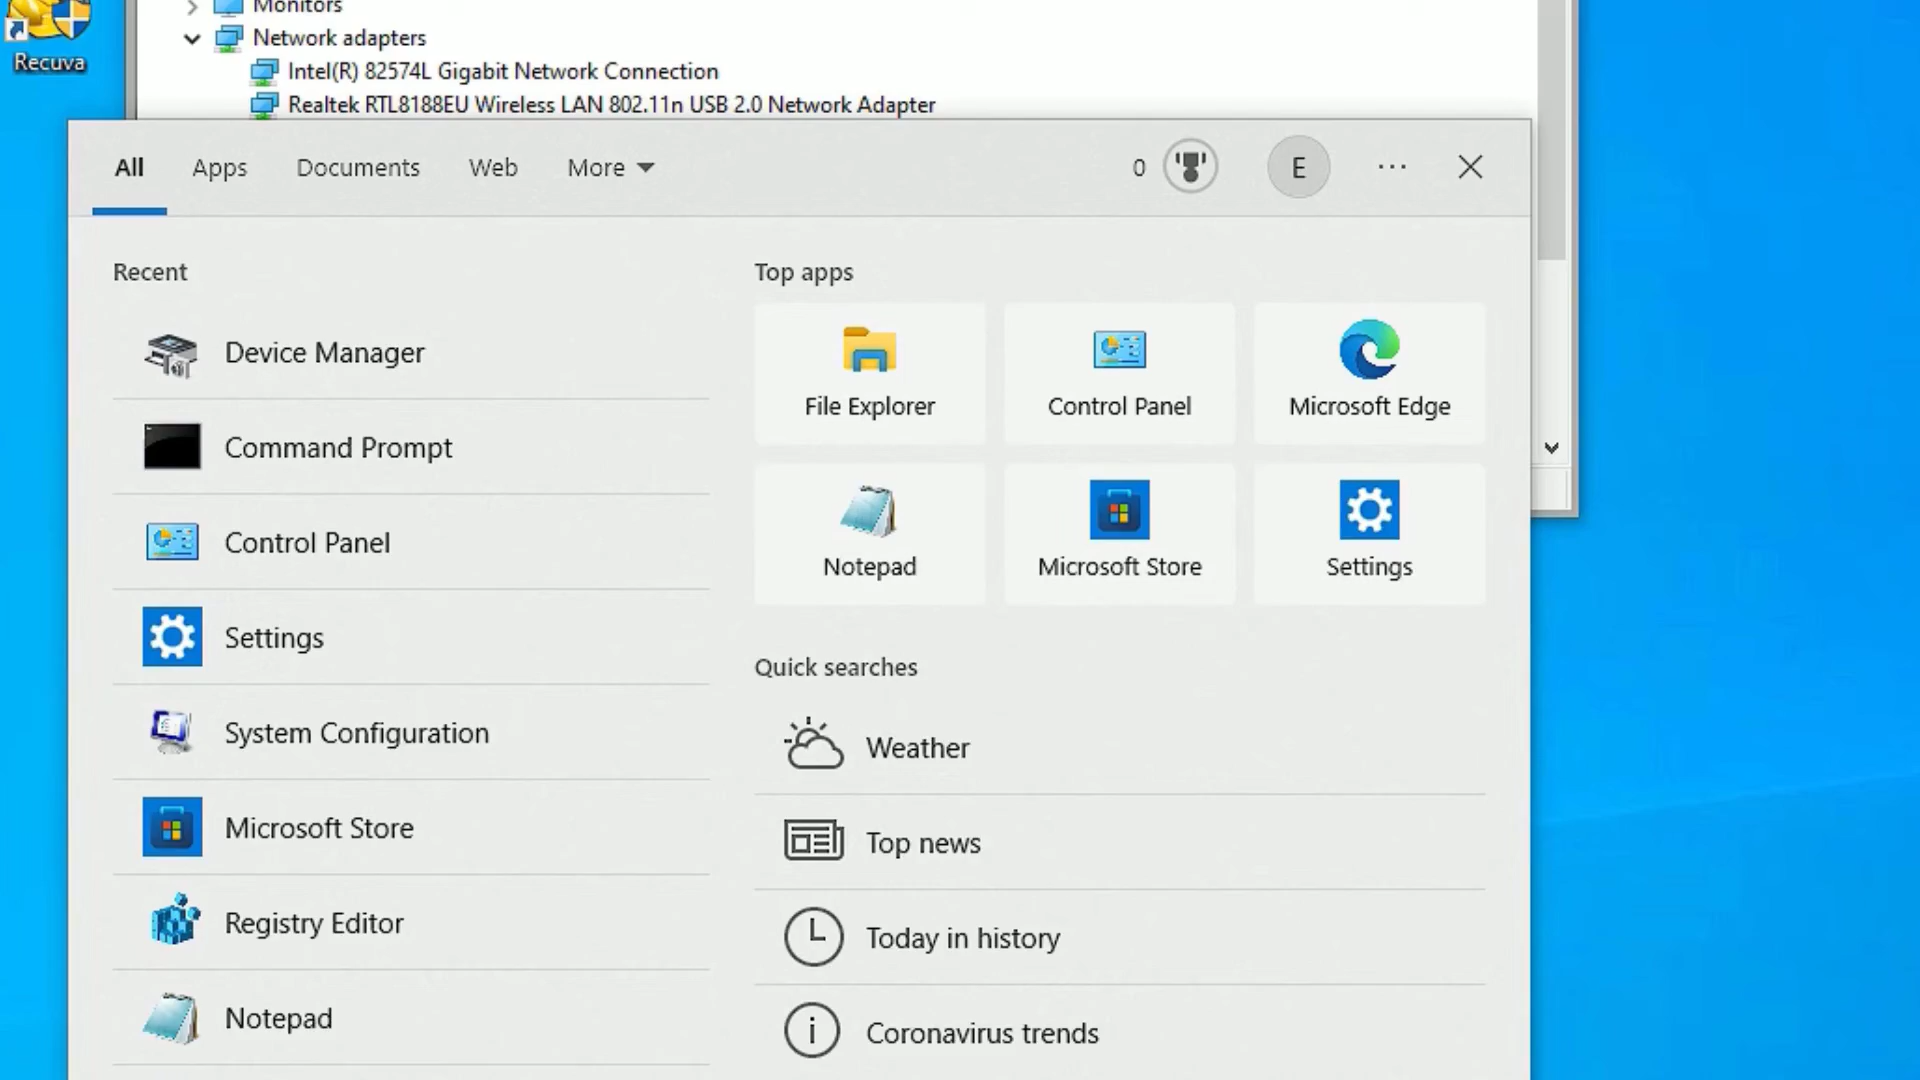 Recuva
Monitors
Network adapters
Intel(R) 82574L Gigabit Network Connection
Realtek RTL8188EU Wireless LAN 802.11n USB 2.0 Network Adapter
All Apps Documents Web More 0 E
Recent
Device Manager
Command Prompt
Control Panel
Settings
System Configuration
Microsoft Store
Registry Editor
Notepad
Top apps
File Explorer Control Panel Microsoft Edge
Notepad Microsoft Store Settings
Quick searches
Weather
Top news
Today in history
Coronavirus trends